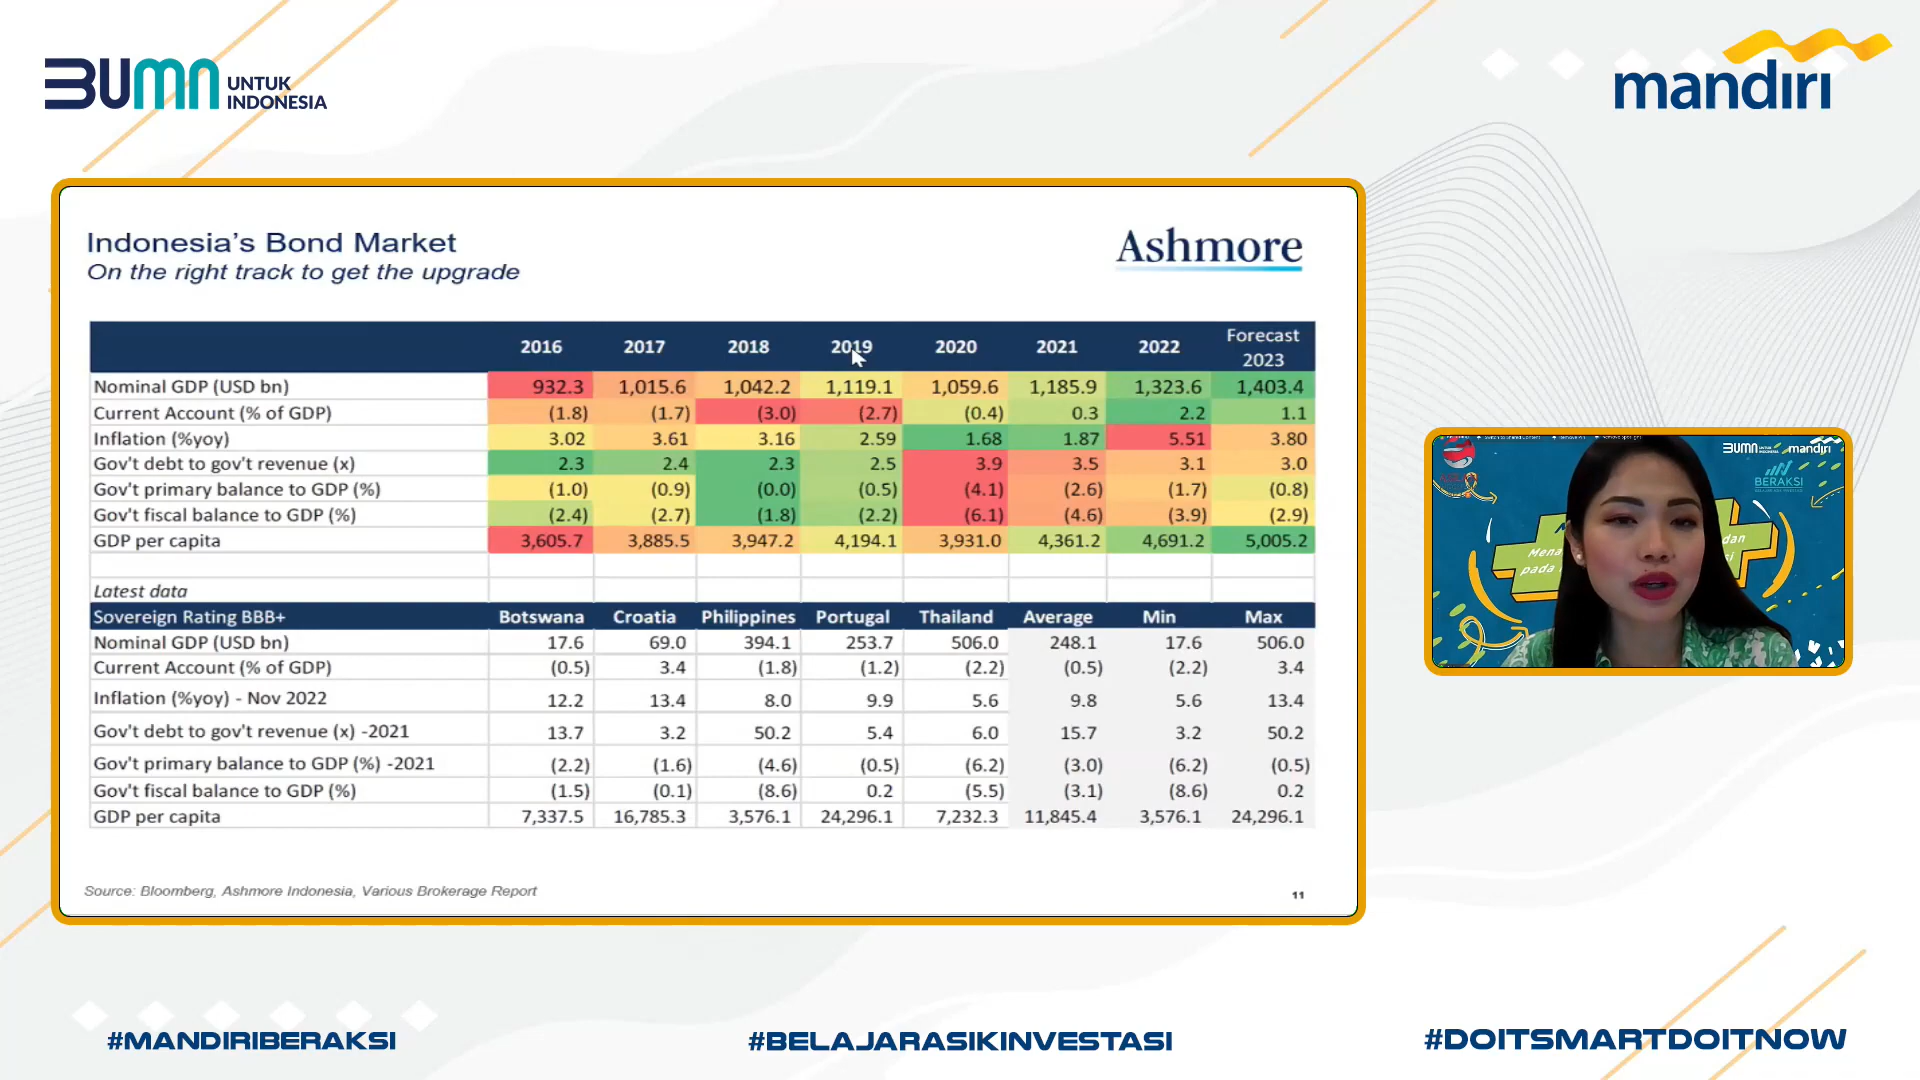 BUMN UNTUK
INDONESIA
mandiri
Indonesia's Bond Market
On the right track to get the upgrade
Ashmore
2016 2017 2018 2019 2020 2021 2022 Forecast 2023
Nominal GDP (USD bn) 932.3 1,015.6 1,042.2 1,119.1 1,059.6 1,185.9 1,323.6 1,403.4
Current Account (% of GDP) (1.8) (1.7) (3.0) (2.7) (0.4) 0.3 2.2 1.1
Inflation (%yoy) 3.02 3.61 3.16 2.59 1.68 1.87 5.51 3.80
Gov't debt to gov't revenue (x) 2.3 2.4 2.3 2.5 3.9 3.5 3.1 3.0
Gov't primary balance to GDP (%) (1.0) (0.9) (0.0) (0.5) (4.1) (2.6) (1.7) (0.8)
Gov't fiscal balance to GDP (%) (2.4) (2.7) (1.8) (2.2) (6.1) (4.6) (3.9) (2.9)
GDP per capita 3,605.7 3,885.5 3,947.2 4,194.1 3,931.0 4,361.2 4,691.2 5,005.2
Latest data
Sovereign Rating BBB+ Botswana Croatia Philippines Portugal Thailand Average Min Max
Nominal GDP (USD bn) 17.6 69.0 394.1 253.7 506.0 248.1 17.6 506.0
Current Account (% of GDP) (0.5) 3.4 (1.8) (1.2) (2.2) (0.5) (2.2) 3.4
Inflation (%yoy) - Nov 2022 12.2 13.4 8.0 9.9 5.6 9.8 5.6 13.4
Gov't debt to gov't revenue (x) -2021 13.7 3.2 50.2 5.4 6.0 15.7 3.2 50.2
Gov't primary balance to GDP (%) -2021 (2.2) (1.6) (4.6) (0.5) (6.2) (3.0) (6.2) (0.5)
Gov't fiscal balance to GDP (%) (1.5) (0.1) (8.6) 0.2 (5.5) (3.1) (8.6) 0.2
GDP per capita 7,337.5 16,785.3 3,576.1 24,296.1 7,232.3 11,845.4 3,576.1 24,296.1
Source: Bloomberg, Ashmore Indonesia, Various Brokerage Report
11
BUMN mandiri
BERAKSI
dan
pada
#MANDIRIBERAKSI
#BELAJARASIKINVESTASI
#DOITSMARTDOITNOW